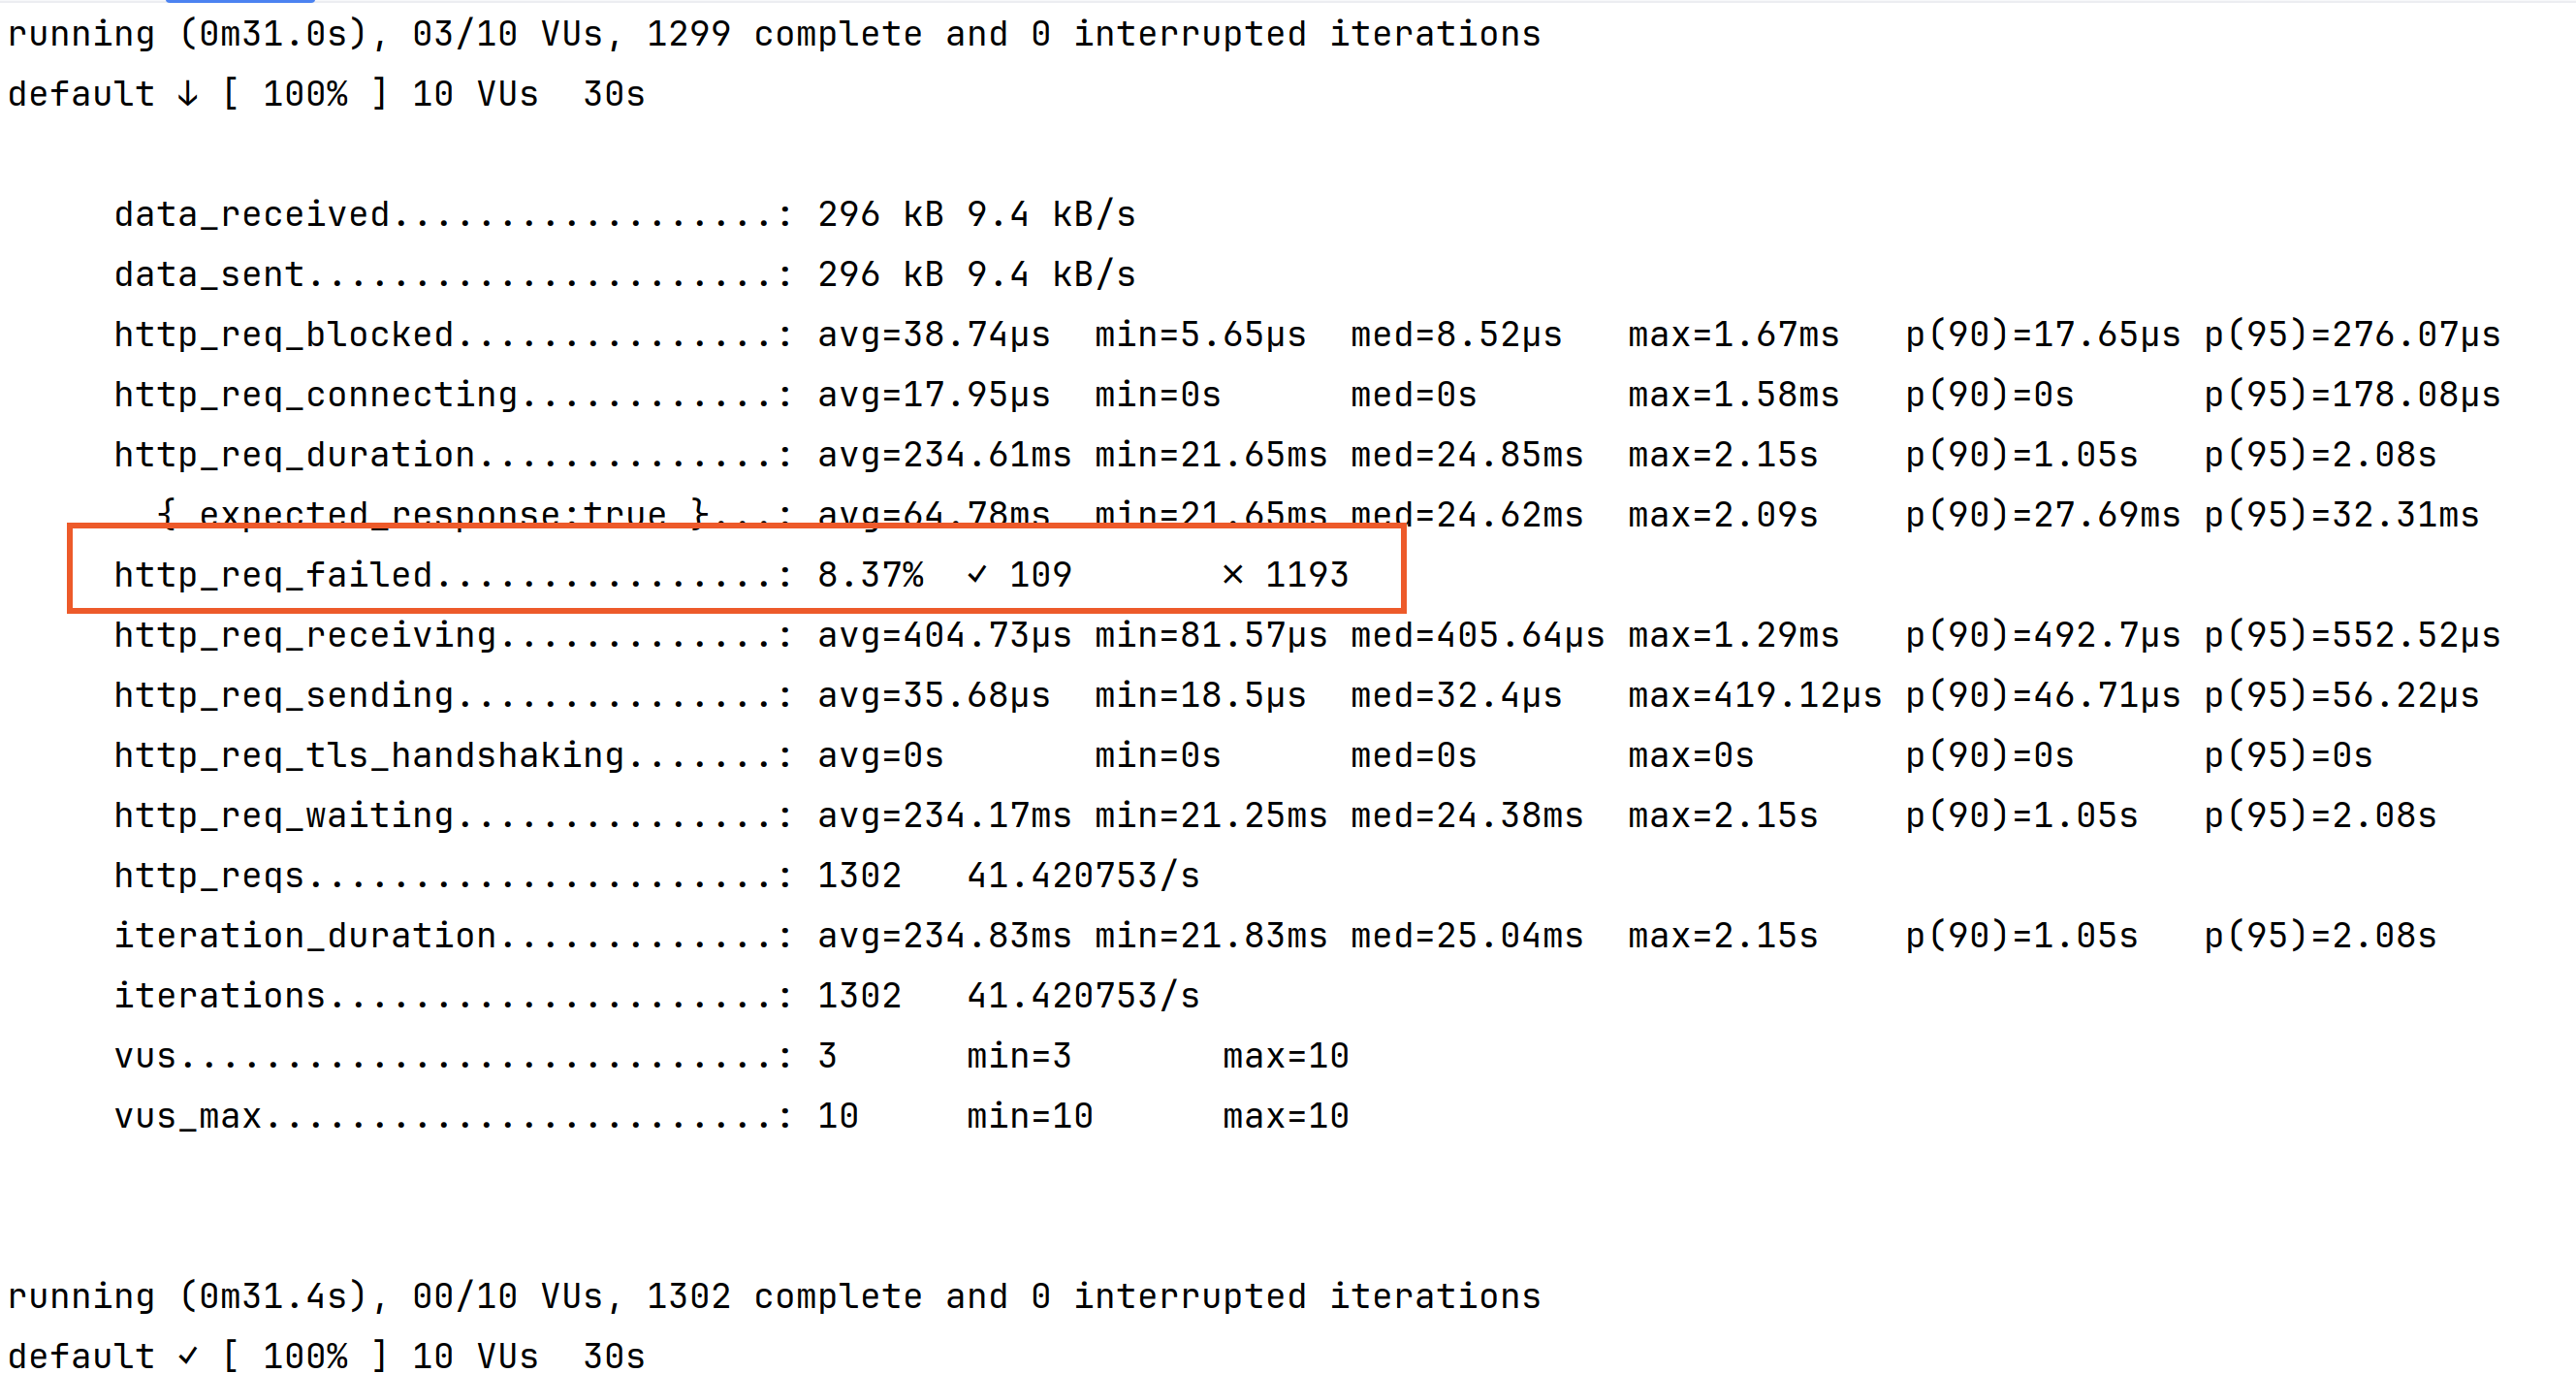 running (0m31.0s), 03/10 VUs, 1299 complete and 0 interrupted iterations
default ↓ [ 100% ] 10 VUs  30s
data_received..................: 296 kB 9.4 kB/s
data_sent......................: 296 kB 9.4 kB/s
http_req_blocked...............: avg=38.74µs  min=5.65µs  med=8.52µs   max=1.67ms   p(90)=17.65µs p(95)=276.07µs
http_req_connecting............: avg=17.95µs  min=0s      med=0s       max=1.58ms   p(90)=0s      p(95)=178.08µs
http_req_duration..............: avg=234.61ms min=21.65ms med=24.85ms  max=2.15s    p(90)=1.05s   p(95)=2.08s
{ expected_response:true }...: avg=64.78ms  min=21.65ms med=24.62ms  max=2.09s    p(90)=27.69ms p(95)=32.31ms
http_req_failed................: 8.37%  ✓ 109       ✗ 1193
http_req_receiving.............: avg=404.73µs min=81.57µs med=405.64µs max=1.29ms   p(90)=492.7µs p(95)=552.52µs
http_req_sending...............: avg=35.68µs  min=18.5µs  med=32.4µs   max=419.12µs p(90)=46.71µs p(95)=56.22µs
http_req_tls_handshaking.......: avg=0s       min=0s      med=0s       max=0s       p(90)=0s      p(95)=0s
http_req_waiting...............: avg=234.17ms min=21.25ms med=24.38ms  max=2.15s    p(90)=1.05s   p(95)=2.08s
http_reqs......................: 1302   41.420753/s
iteration_duration.............: avg=234.83ms min=21.83ms med=25.04ms  max=2.15s    p(90)=1.05s   p(95)=2.08s
iterations.....................: 1302   41.420753/s
vus............................: 3      min=3       max=10
vus_max........................: 10     min=10      max=10
running (0m31.4s), 00/10 VUs, 1302 complete and 0 interrupted iterations
default ✓ [ 100% ] 10 VUs  30s